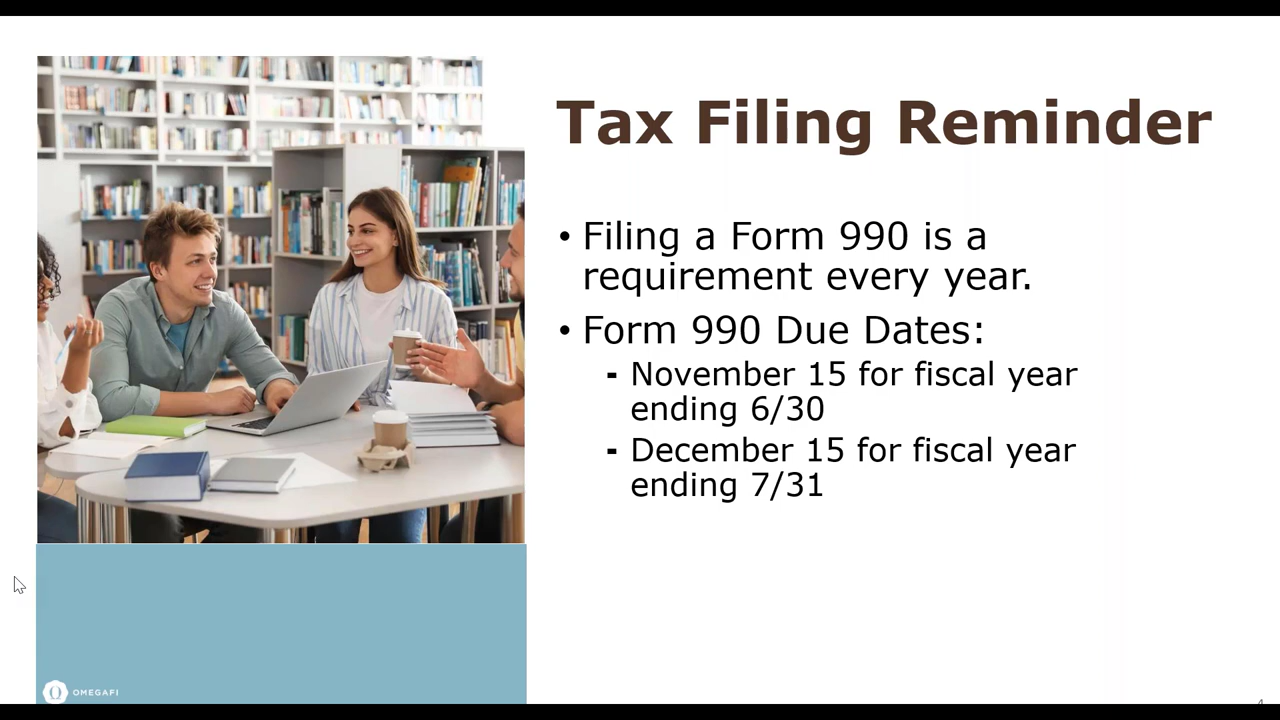 Tax Filing Reminder
• Filing a Form 990 is a
requirement every year.
• Form 990 Due Dates:
- November 15 for fiscal year
ending 6/30
- December 15 for fiscal year
ending 7/31
OMEGAFI